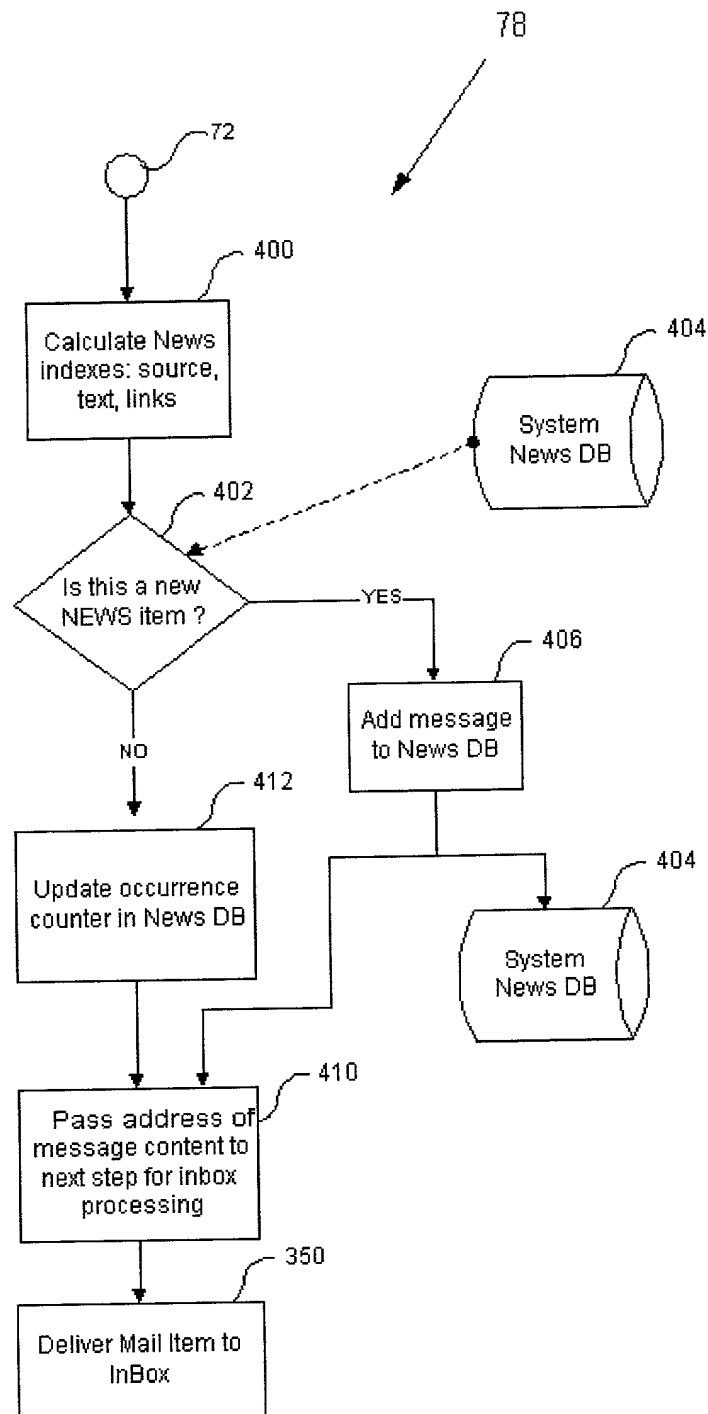 78
72
400
Calculate News
indexes: source,
text, links
404
System
News DB
402
Is this a new
NEWS item ?
YES
406
Add message
to News DB
NO
412
Update occurrence
counter in News DB
404
System
News DB
410
Pass address of
message content to
next step for inbox
processing
350
Deliver Mail Item to
InBox